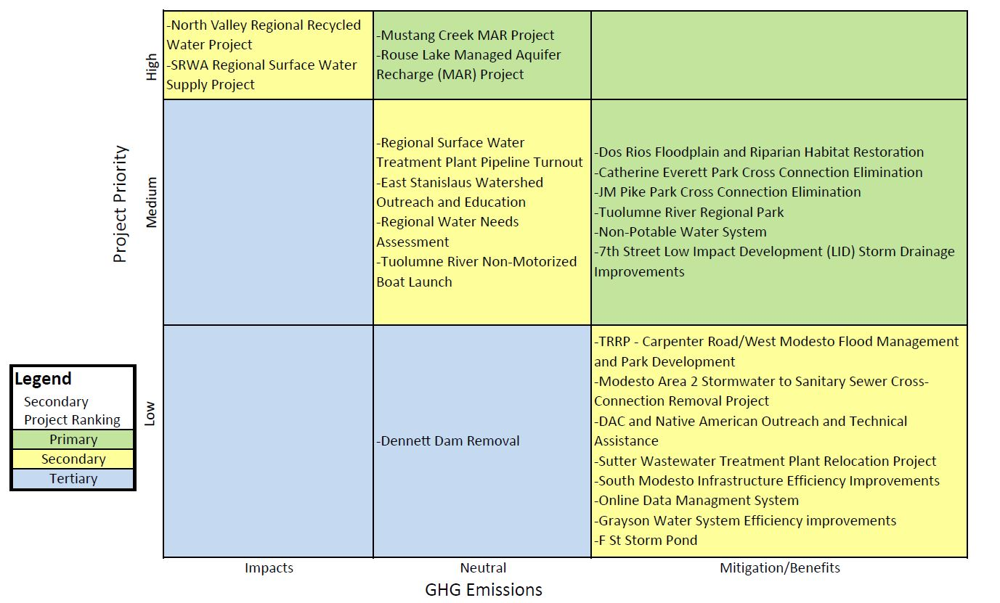 -North Valley Regional Recycled
Water Project
-SRWA Regional Surface Water
Supply Project
-Mustang Creek MAR Project
-Rouse Lake Managed Aquifer
Recharge (MAR) Project
High
-Regional Surface Water
Treatment Plant Pipeline Turnout
-East Stanislaus Watershed
Outreach and Education
-Regional Water Needs
Assessment
-Tuolumne River Non-Motorized
Boat Launch
-Dos Rios Floodplain and Riparian Habitat Restoration
-Catherine Everett Park Cross Connection Elimination
-JM Pike Park Cross Connection Elimination
-Tuolumne River Regional Park
-Non-Potable Water System
-7th Street Low Impact Development (LID) Storm Drainage
Improvements
Project Priority
Medium
-Dennett Dam Removal
-TRRP - Carpenter Road/West Modesto Flood Management
and Park Development
-Modesto Area 2 Stormwater to Sanitary Sewer Cross-
Connection Removal Project
-DAC and Native American Outreach and Technical
Assistance
-Sutter Wastewater Treatment Plant Relocation Project
-South Modesto Infrastructure Efficiency Improvements
-Online Data Managment System
-Grayson Water System Efficiency improvements
-F St Storm Pond
Low
Legend
Secondary
Project Ranking
Primary
Secondary
Tertiary
Impacts
Neutral
Mitigation/Benefits
GHG Emissions